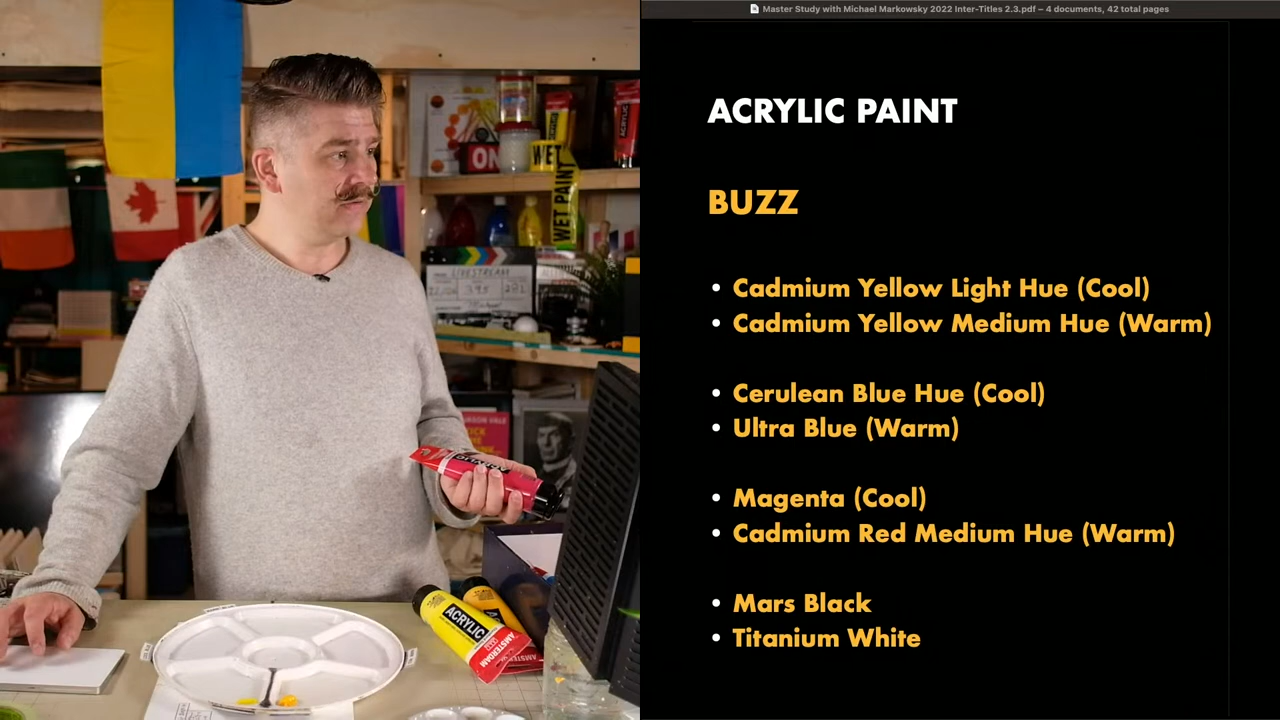 Master Study with Michael Markowsky 2022 Inter-Titles 2.3.pdf – 4 documents, 42 total pages
ACRYLIC PAINT
BUZZ
• Cadmium Yellow Light Hue (Cool)
• Cadmium Yellow Medium Hue (Warm)
• Cerulean Blue Hue (Cool)
• Ultra Blue (Warm)
• Magenta (Cool)
• Cadmium Red Medium Hue (Warm)
• Mars Black
• Titanium White
ON
WET
WET PAINT
LIVESTREAM
ACRYLIC
AMSTERDAM